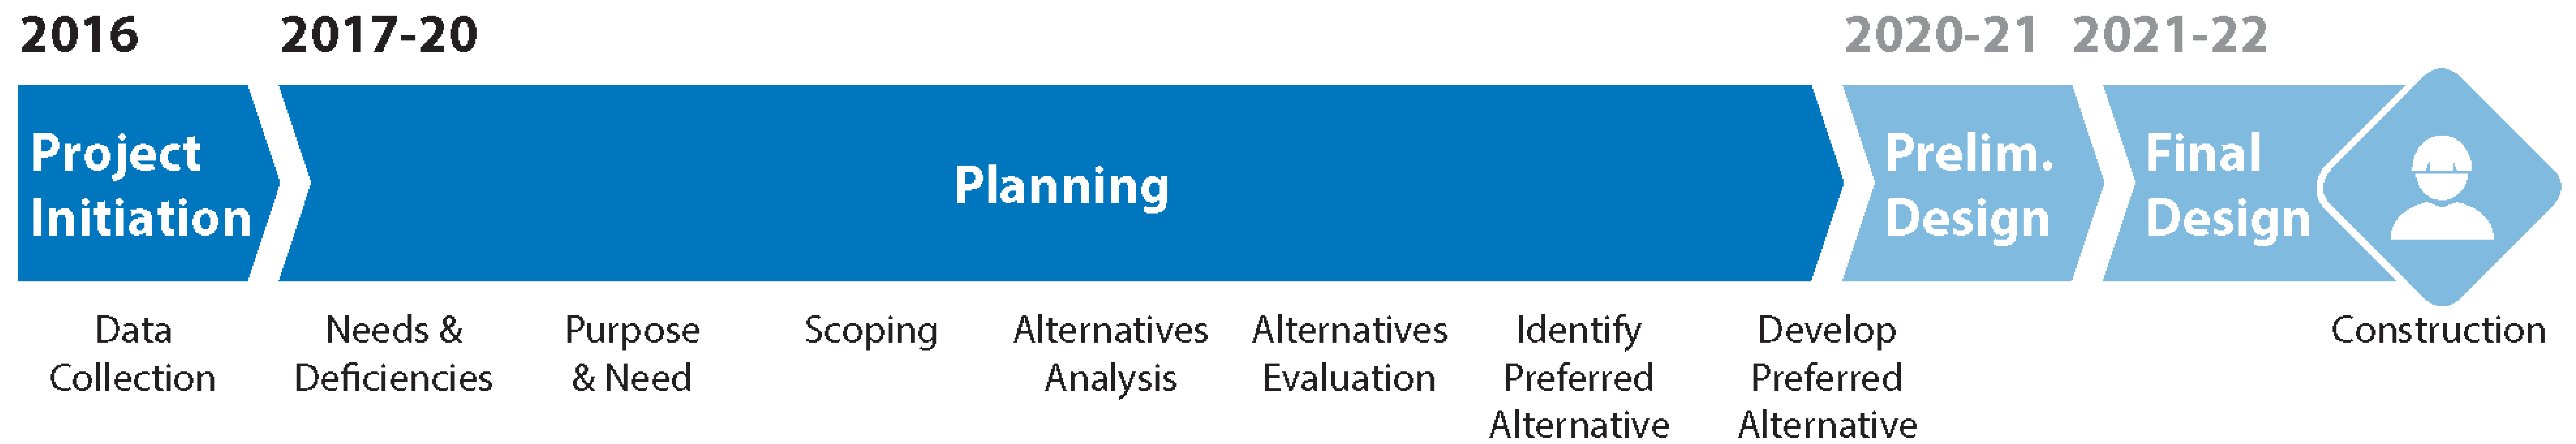 2016
2017-20
2020-21
2021-22
Project
Initiation
Planning
Prelim.
Design
Final
Design
Data
Collection
Needs &
Deficiencies
Purpose
& Need
Scoping
Alternatives
Analysis
Alternatives
Evaluation
Identify
Preferred
Alternative
Develop
Preferred
Alternative
Construction